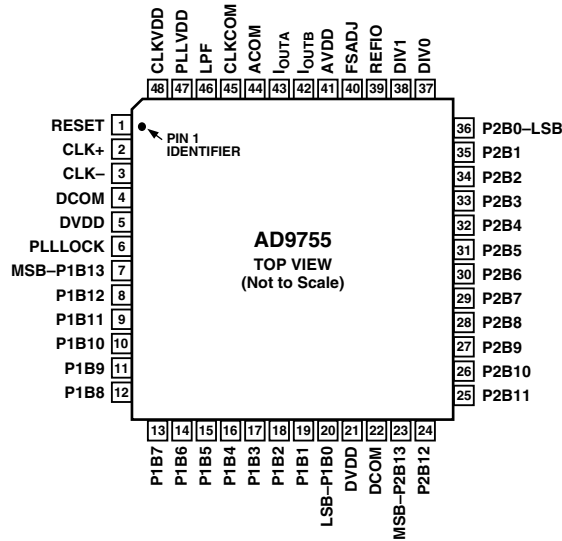 CLKVDD
PLLVDD
LPF
CLKCOM
ACOM
IOUTA
IOUTB
AVDD
FSADJ
REFIO
DIV1
DIV0
48 47 46 45 44 43 42 41 40 39 38 37
RESET 1
CLK+ 2
CLK– 3
DCOM 4
DVDD 5
PLLLOCK 6
MSB–P1B13 7
P1B12 8
P1B11 9
P1B10 10
P1B9 11
P1B8 12
PIN 1
IDENTIFIER
AD9755
TOP VIEW
(Not to Scale)
36 P2B0–LSB
35 P2B1
34 P2B2
33 P2B3
32 P2B4
31 P2B5
30 P2B6
29 P2B7
28 P2B8
27 P2B9
26 P2B10
25 P2B11
13 14 15 16 17 18 19 20 21 22 23 24
P1B7
P1B6
P1B5
P1B4
P1B3
P1B2
P1B1
LSB–P1B0
DVDD
DCOM
MSB–P2B13
P2B12